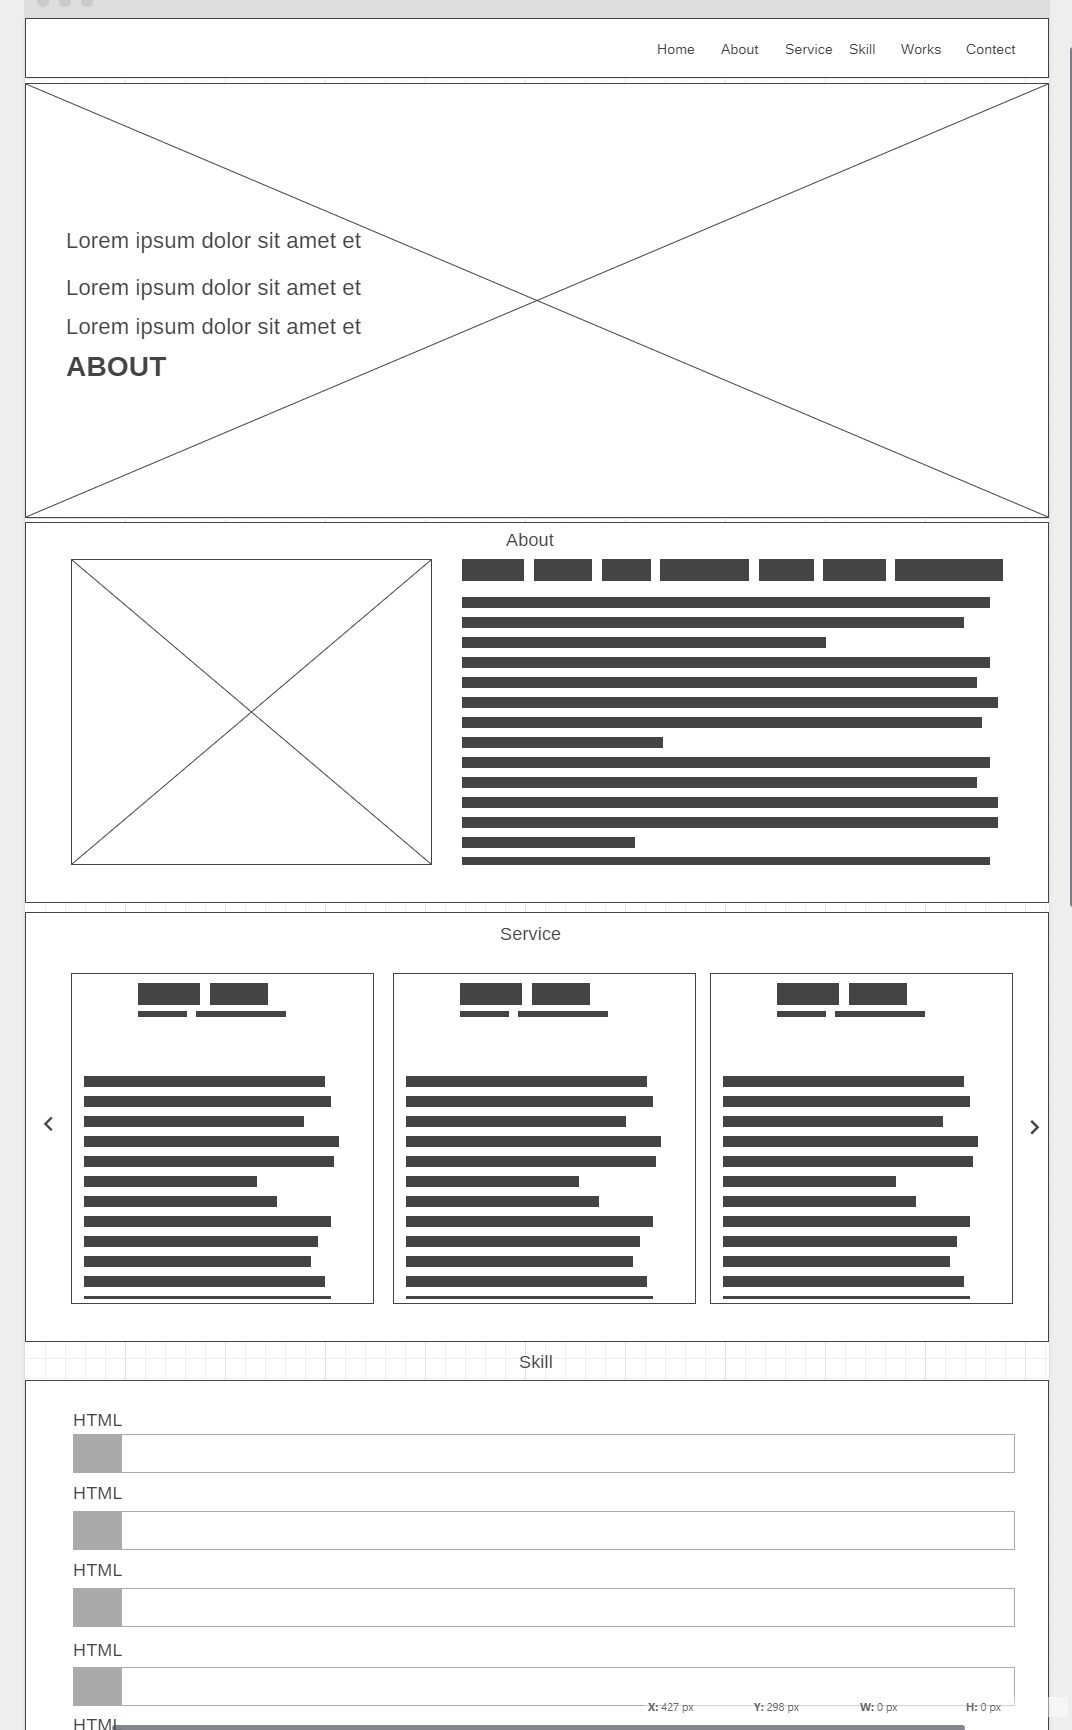 Home About Service Skill Works Contect
Lorem ipsum dolor sit amet et
Lorem ipsum dolor sit amet et
Lorem ipsum dolor sit amet et
ABOUT
About
Service
Skill
HTML
HTML
HTML
HTML
X: 427 px Y: 298 px W: 0 px H: 0 px
HTML